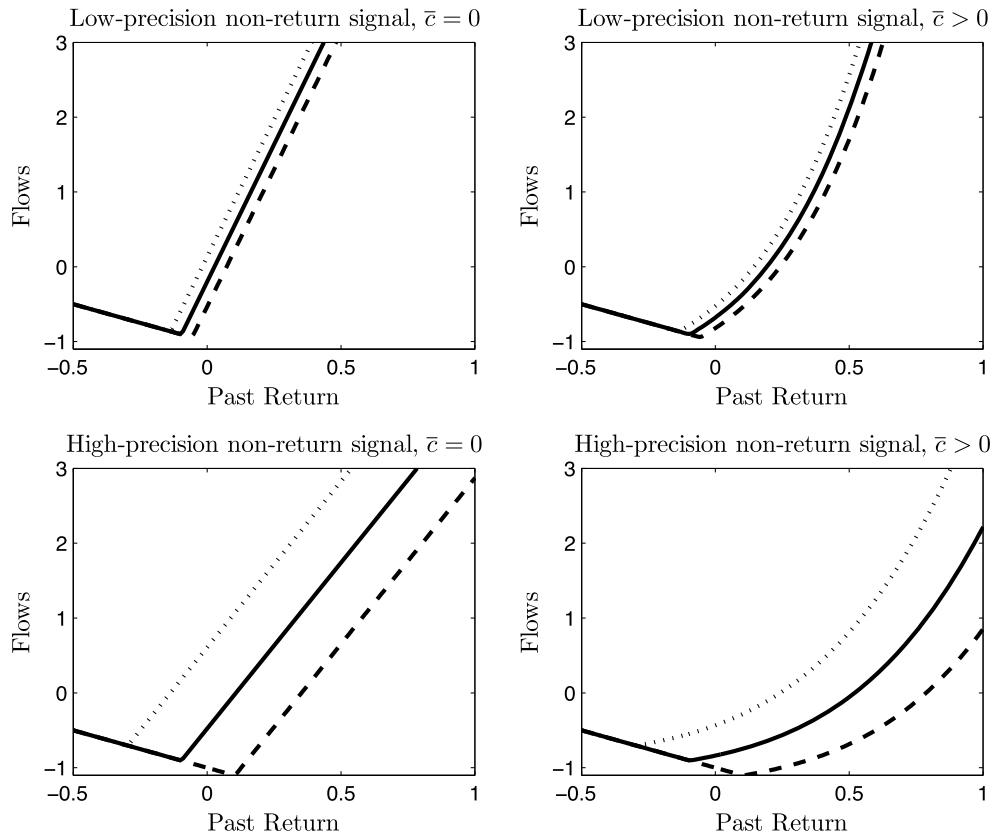 Low-precision non-return signal, c̅ = 0
3
2
1
0
−1
Flows
−0.5 0 0.5 1
Past Return
Low-precision non-return signal, c̅ > 0
3
2
1
0
−1
Flows
−0.5 0 0.5 1
Past Return
High-precision non-return signal, c̅ = 0
3
2
1
0
−1
Flows
−0.5 0 0.5 1
Past Return
High-precision non-return signal, c̅ > 0
3
2
1
0
−1
Flows
−0.5 0 0.5 1
Past Return